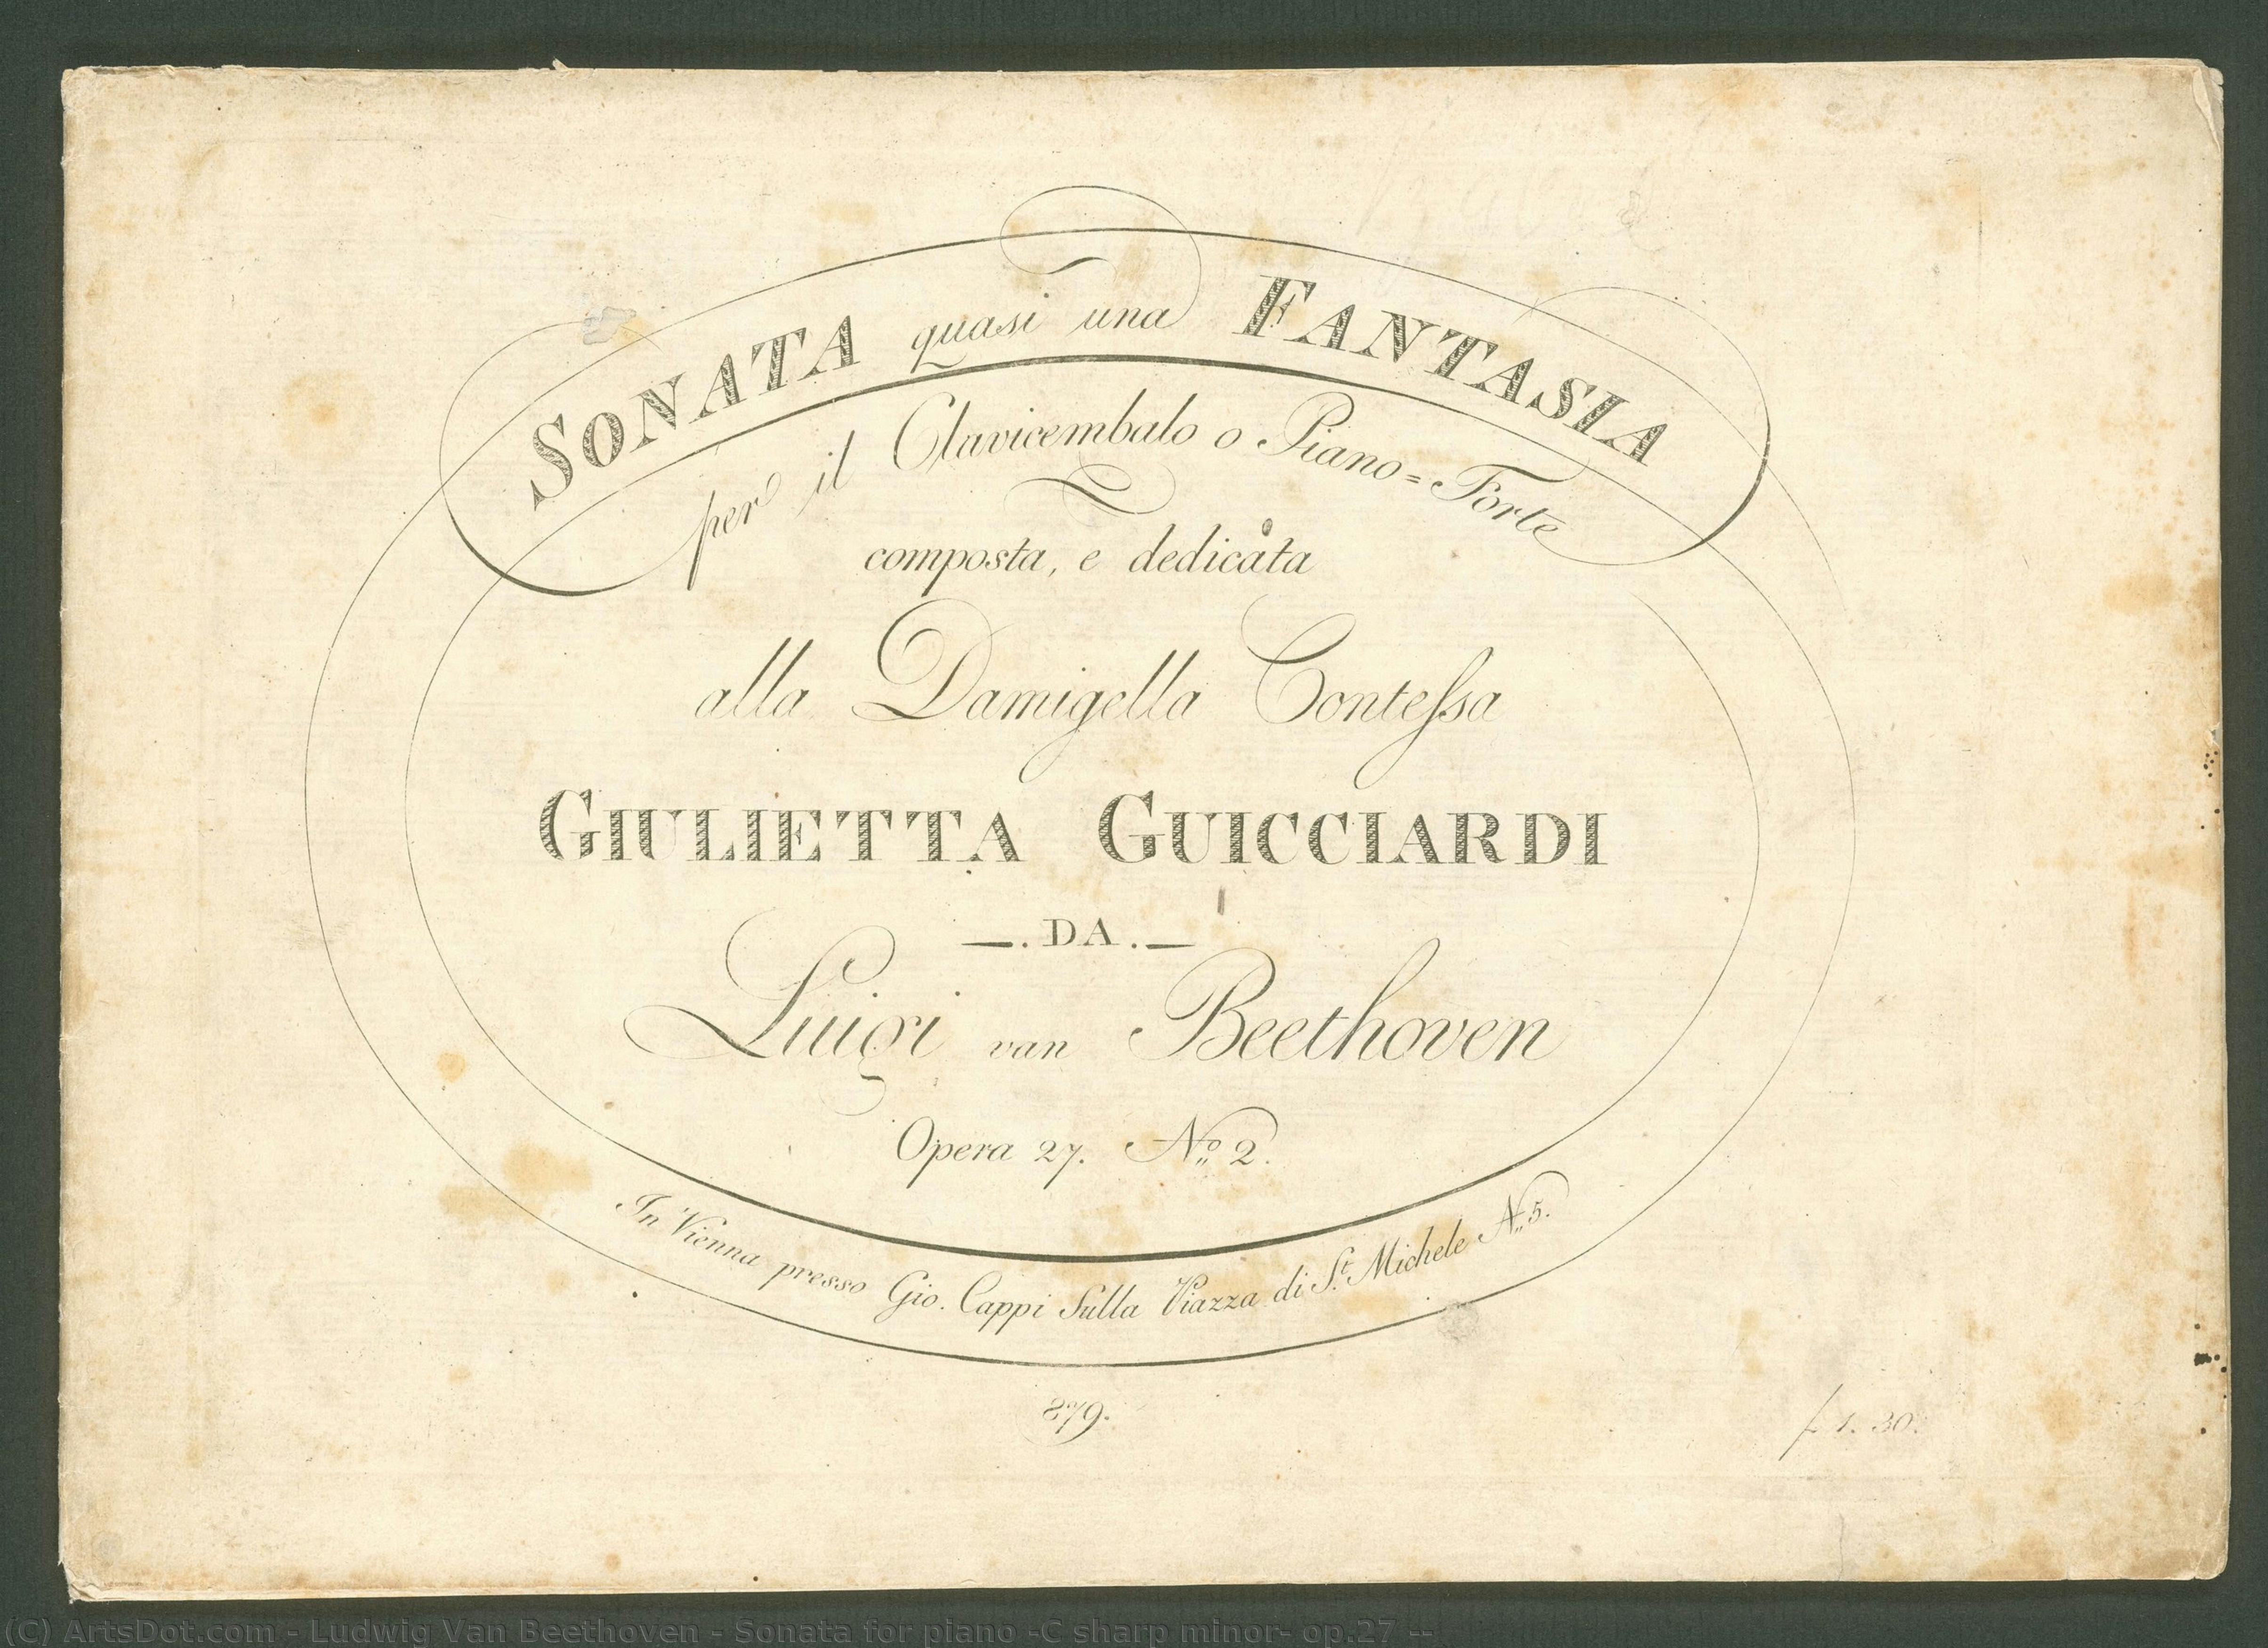 SONATA quasi una FANTASIA
per il Clavicembalo o Piano=Forte
composta, e dedicata
alla Damigella Conteſsa
GIULIETTA GUICCIARDI
—. DA .—
Luigi van Beethoven
Opera 27. No. 2.
In Vienna presso Gio. Cappi Sulla Piazza di St. Michele N. 5.
879.
f 1. 30.
(C) ArtsDot.com - Ludwig Van Beethoven - Sonata for piano -C sharp minor- op.27 --